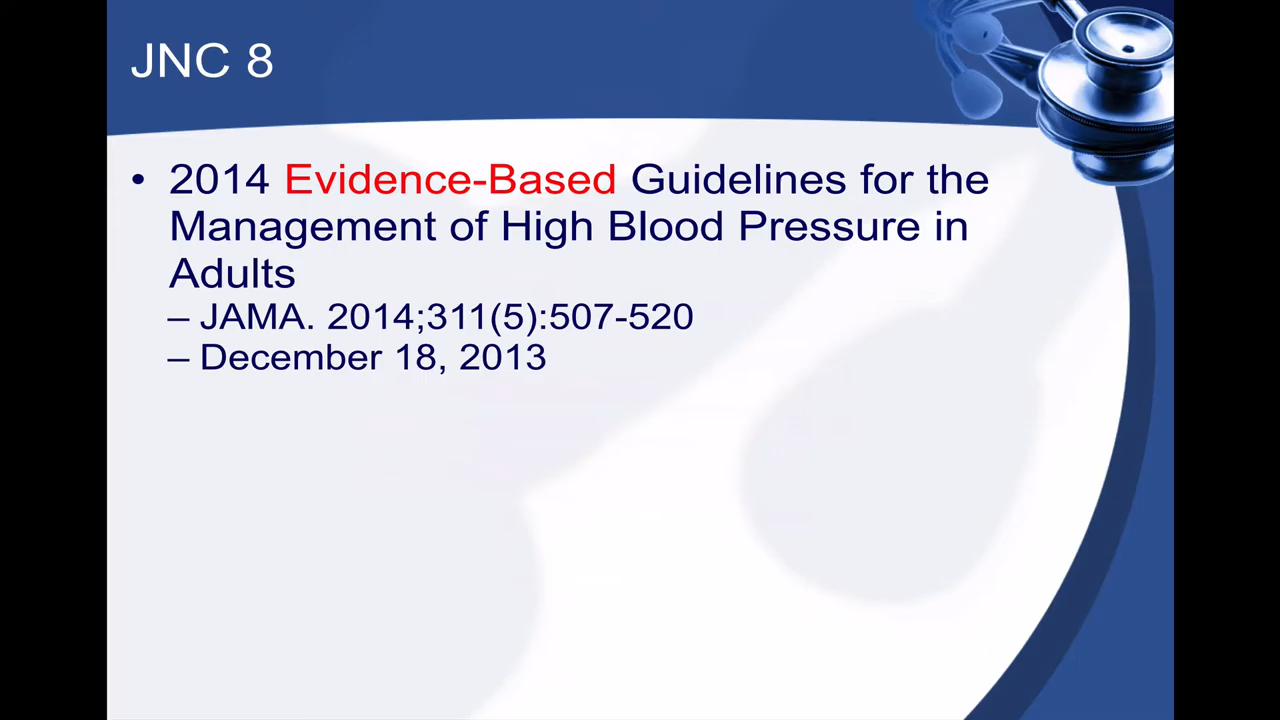 JNC 8
• 2014 Evidence-Based Guidelines for the
Management of High Blood Pressure in
Adults
– JAMA. 2014;311(5):507-520
– December 18, 2013